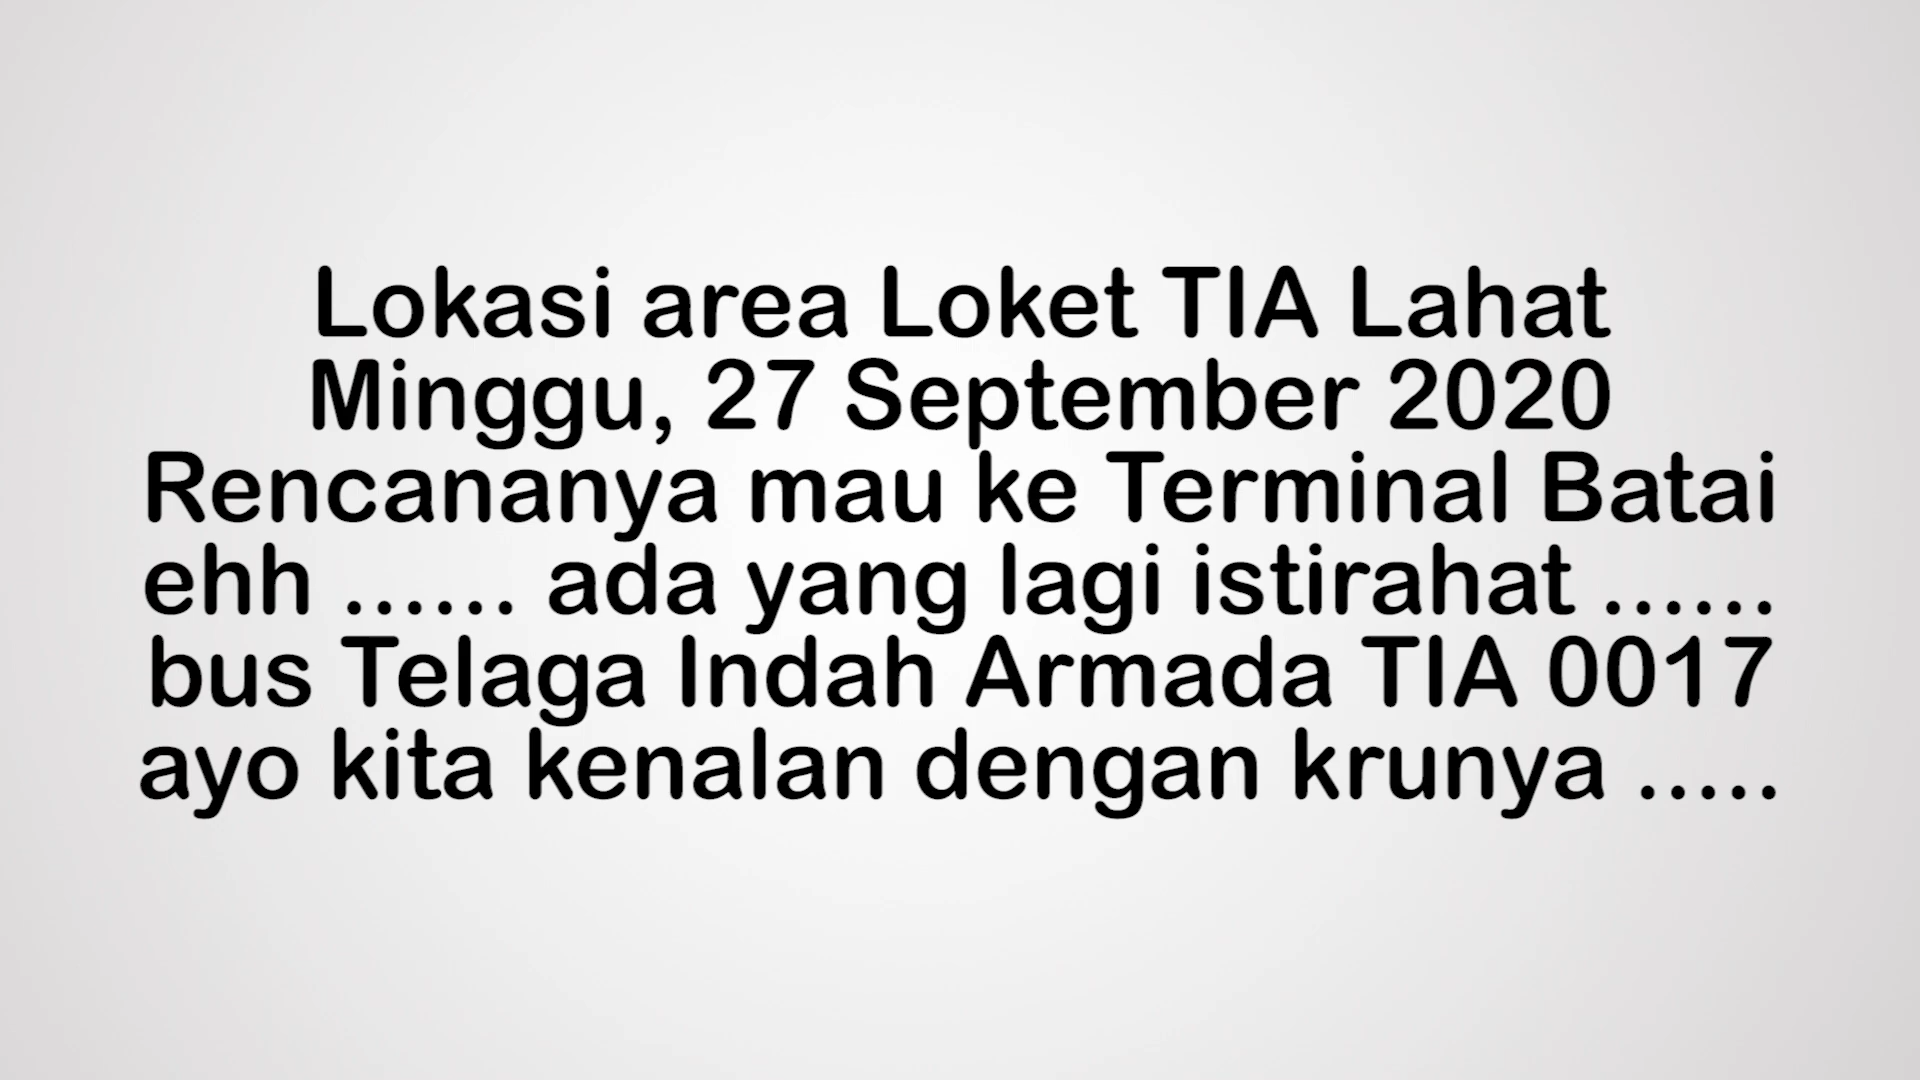 Lokasi area Loket TIA Lahat
Minggu, 27 September 2020
Rencananya mau ke Terminal Batai
ehh ...... ada yang lagi istirahat ......
bus Telaga Indah Armada TIA 0017
ayo kita kenalan dengan krunya .....